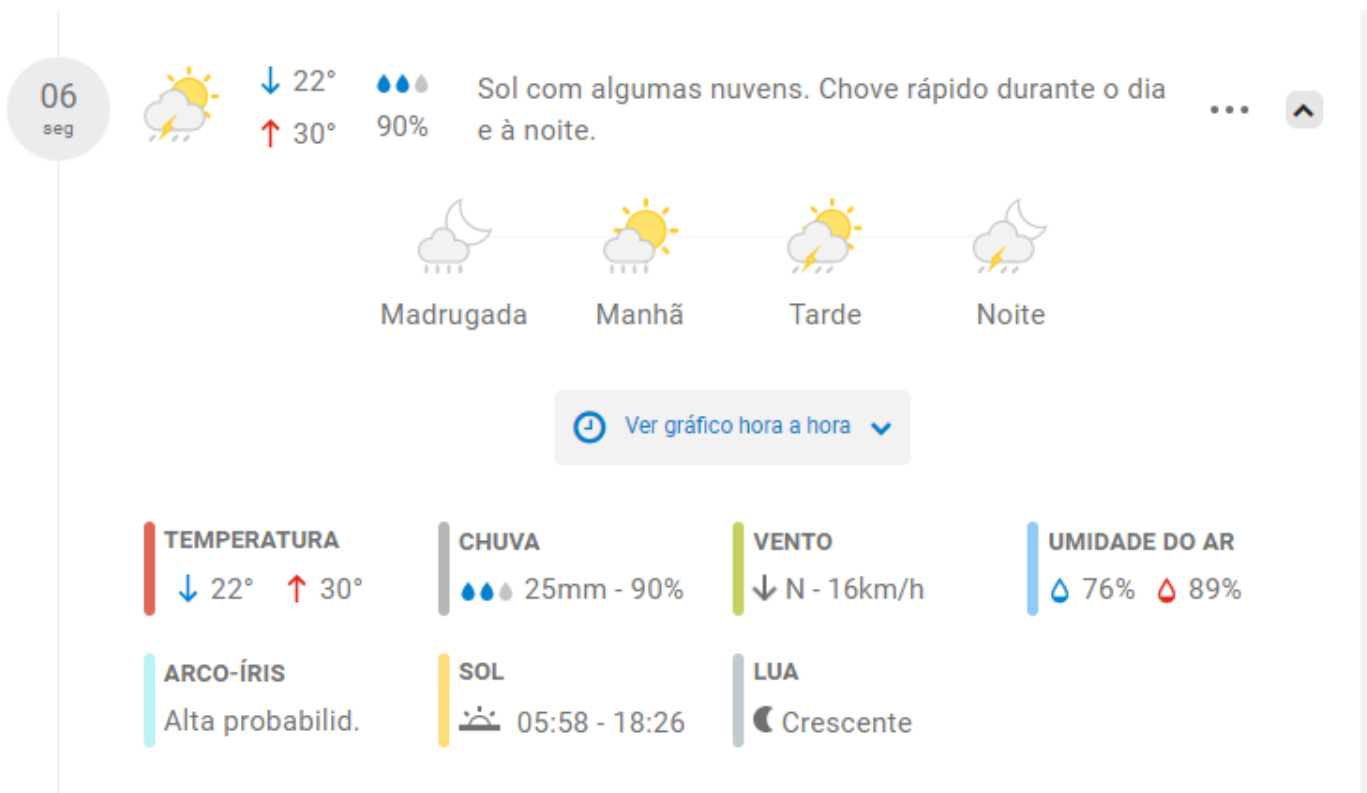 06
seg
22°
30°
90%
Sol com algumas nuvens. Chove rápido durante o dia
e à noite.
Madrugada Manhã Tarde Noite
Ver gráfico hora a hora
TEMPERATURA
22° 30°
CHUVA
25mm - 90%
VENTO
N - 16km/h
UMIDADE DO AR
76% 89%
ARCO-ÍRIS
Alta probabilid.
SOL
05:58 - 18:26
LUA
Crescente